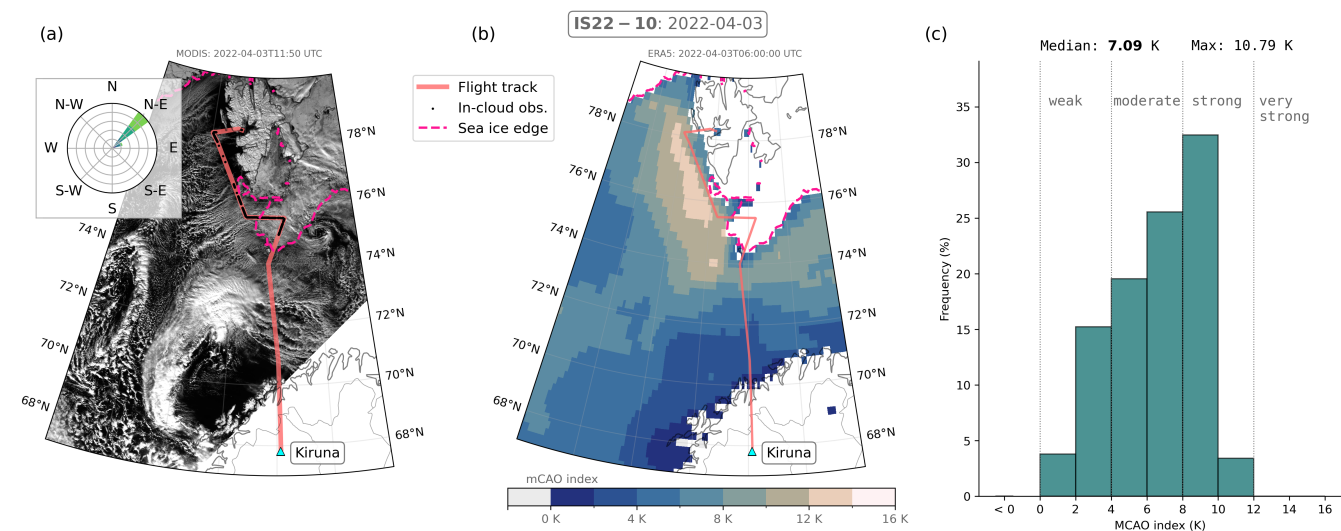 IS22 − 10: 2022-04-03
(a)
MODIS: 2022-04-03T11:50 UTC
N
N-W
N-E
W
E
S-W
S-E
S
78°N
76°N
74°N
74°N
72°N
72°N
70°N
70°N
68°N
68°N
Kiruna
Flight track
In-cloud obs.
Sea ice edge
(b)
ERA5: 2022-04-03T06:00:00 UTC
78°N
78°N
76°N
76°N
74°N
74°N
72°N
72°N
70°N
70°N
68°N
68°N
Kiruna
mCAO index
0 K
4 K
8 K
12 K
16 K
(c)
Median: 7.09 K
Max: 10.79 K
weak
moderate
strong
very
strong
Frequency (%)
35
30
25
20
15
10
5
0
< 0
0
2
4
6
8
10
12
14
16
MCAO index (K)